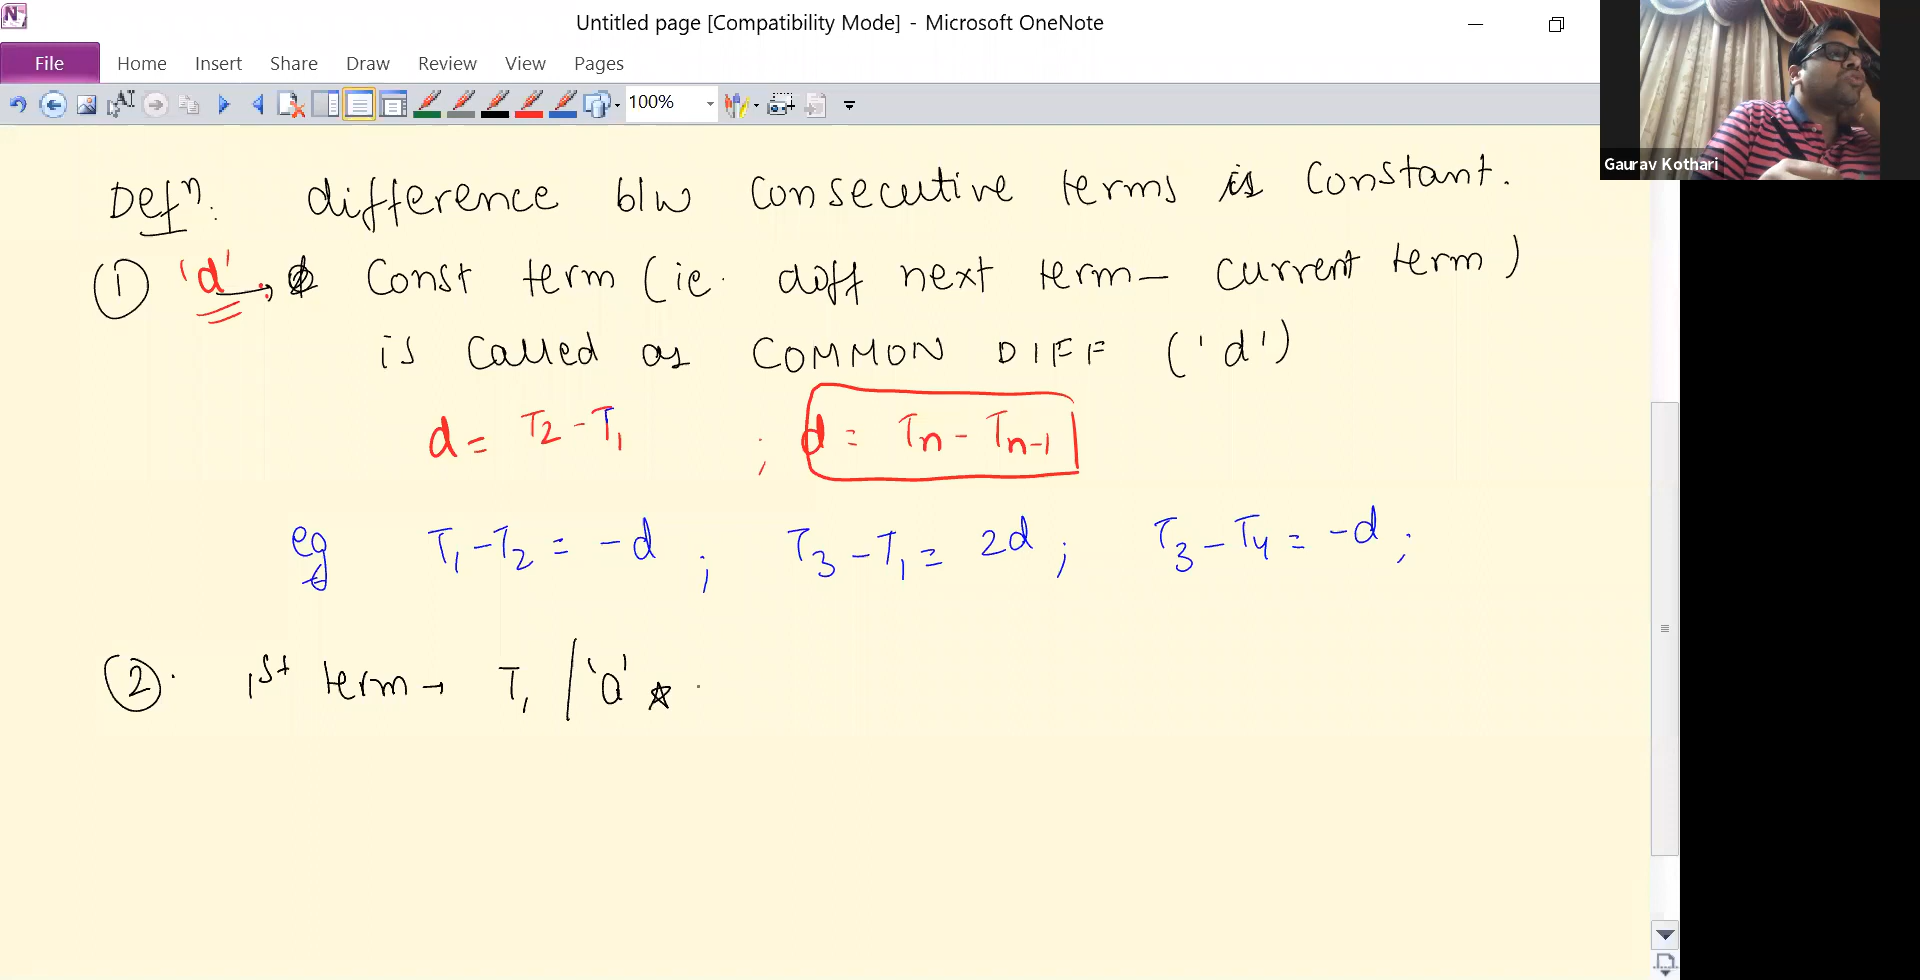 Untitled page [Compatibility Mode] - Microsoft OneNote
File Home Insert Share Draw Review View Pages
100%
Gaurav Kothari
Defⁿ. difference b/w consecutive terms is constant.
① 'd' → Const term (ie. diff next term - current term)
is called as COMMON DIFF ('d')
d = T₂ - T₁ ; d = Tₙ - Tₙ₋₁
eg T₁ - T₂ = -d ; T₃ - T₁ = 2d ; T₃ - T₄ = -d ;
②. 1st term → T₁ / 'a' ☆